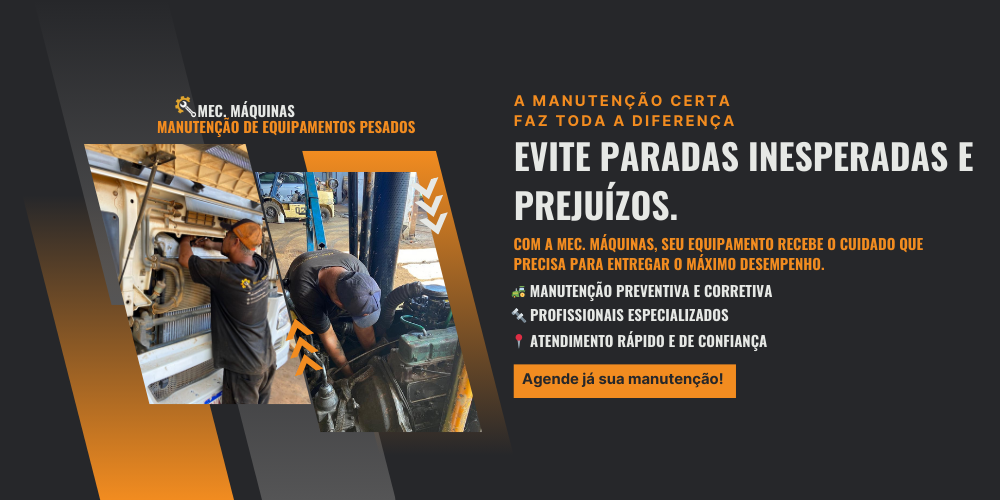 MEC. MÁQUINAS
MANUTENÇÃO DE EQUIPAMENTOS PESADOS
A MANUTENÇÃO CERTA
FAZ TODA A DIFERENÇA
EVITE PARADAS INESPERADAS E
PREJUÍZOS.
COM A MEC. MÁQUINAS, SEU EQUIPAMENTO RECEBE O CUIDADO QUE
PRECISA PARA ENTREGAR O MÁXIMO DESEMPENHO.
MANUTENÇÃO PREVENTIVA E CORRETIVA
PROFISSIONAIS ESPECIALIZADOS
ATENDIMENTO RÁPIDO E DE CONFIANÇA
Agende já sua manutenção!